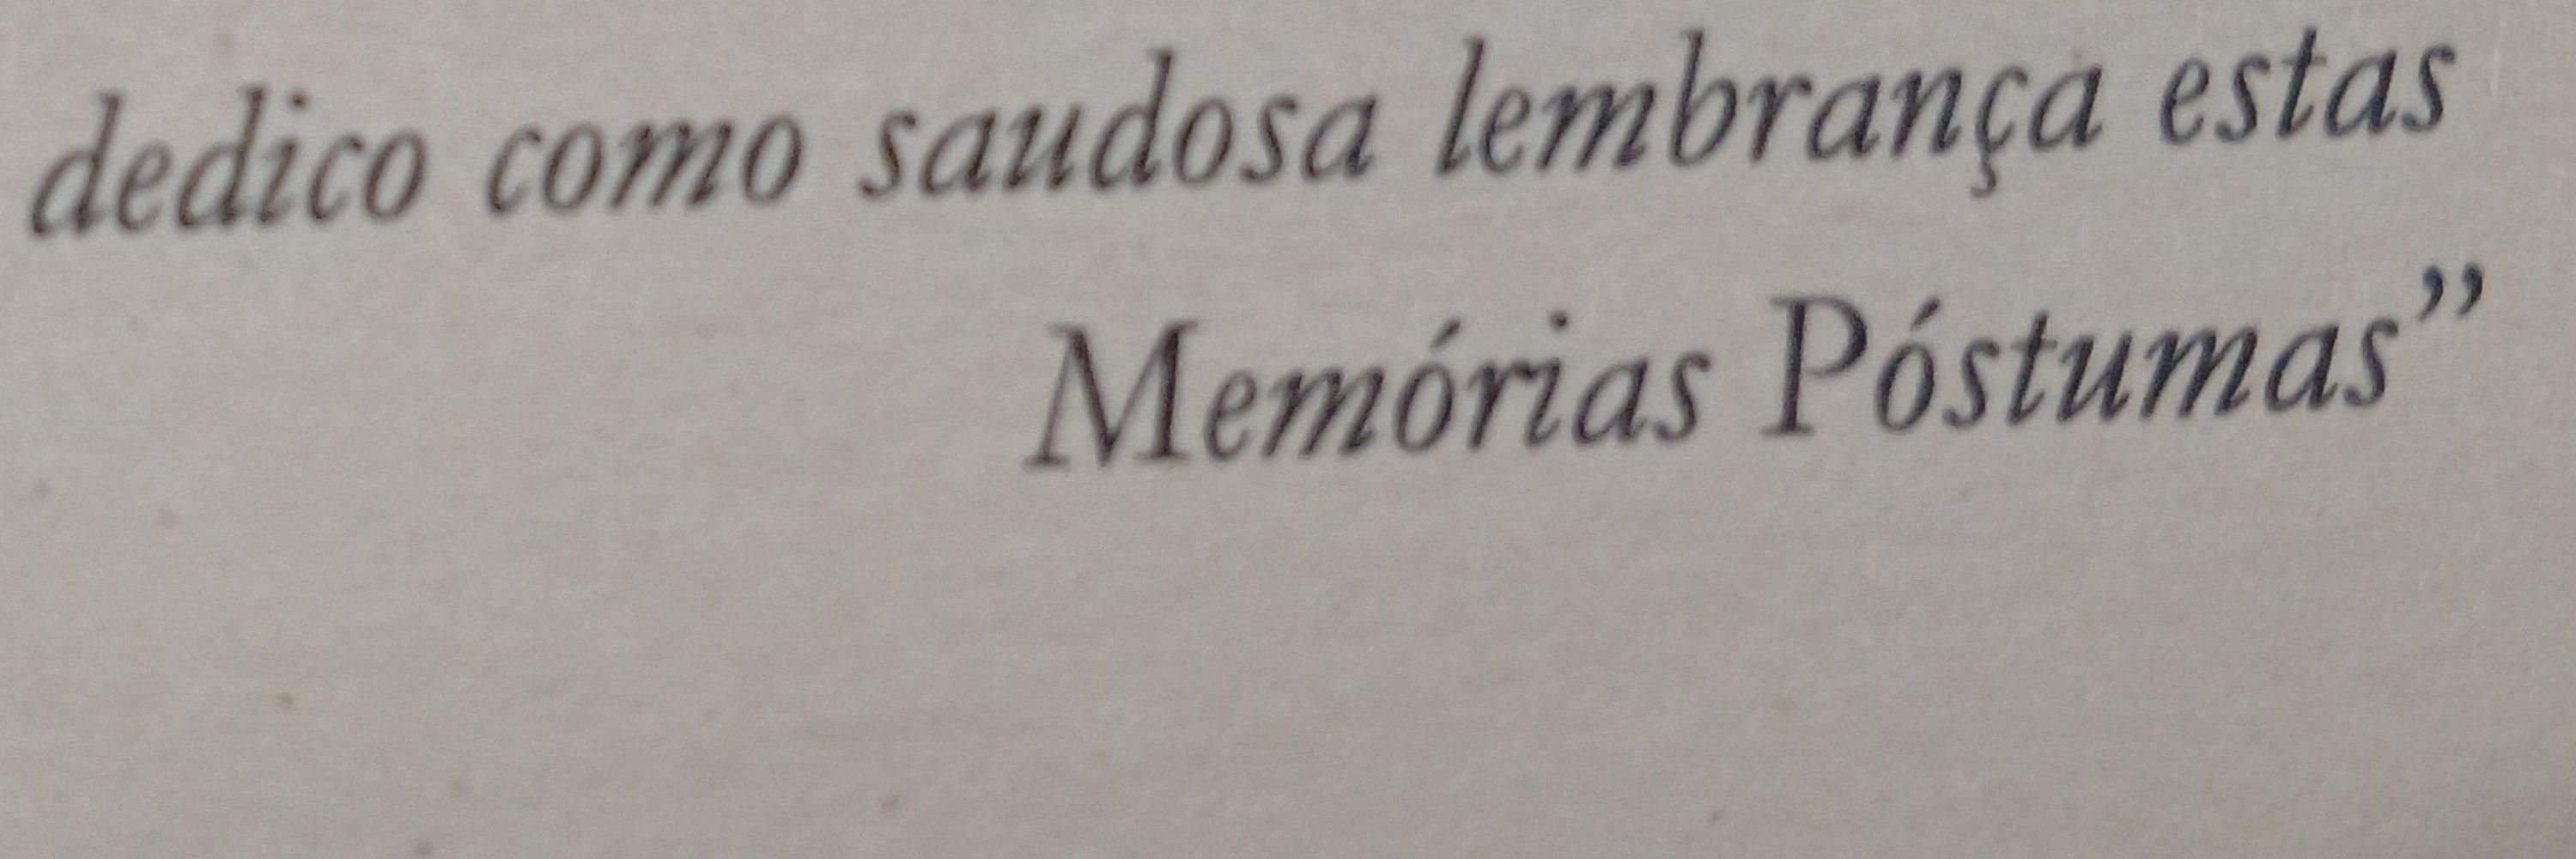 dedico como saudosa lembrança estas
Memórias Póstumas”